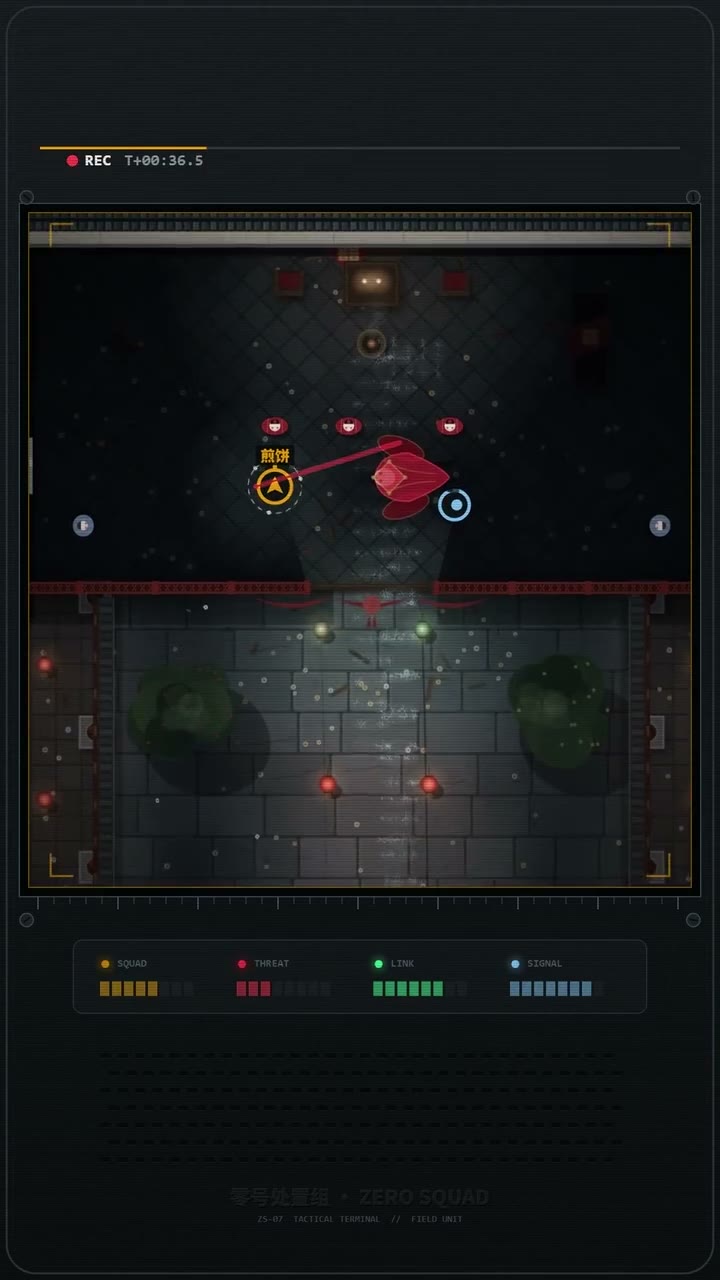 REC T+00:36.5
煎饼
SQUAD THREAT LINK SIGNAL
零号处置组 · ZERO SQUAD
ZS-07 TACTICAL TERMINAL // FIELD UNIT